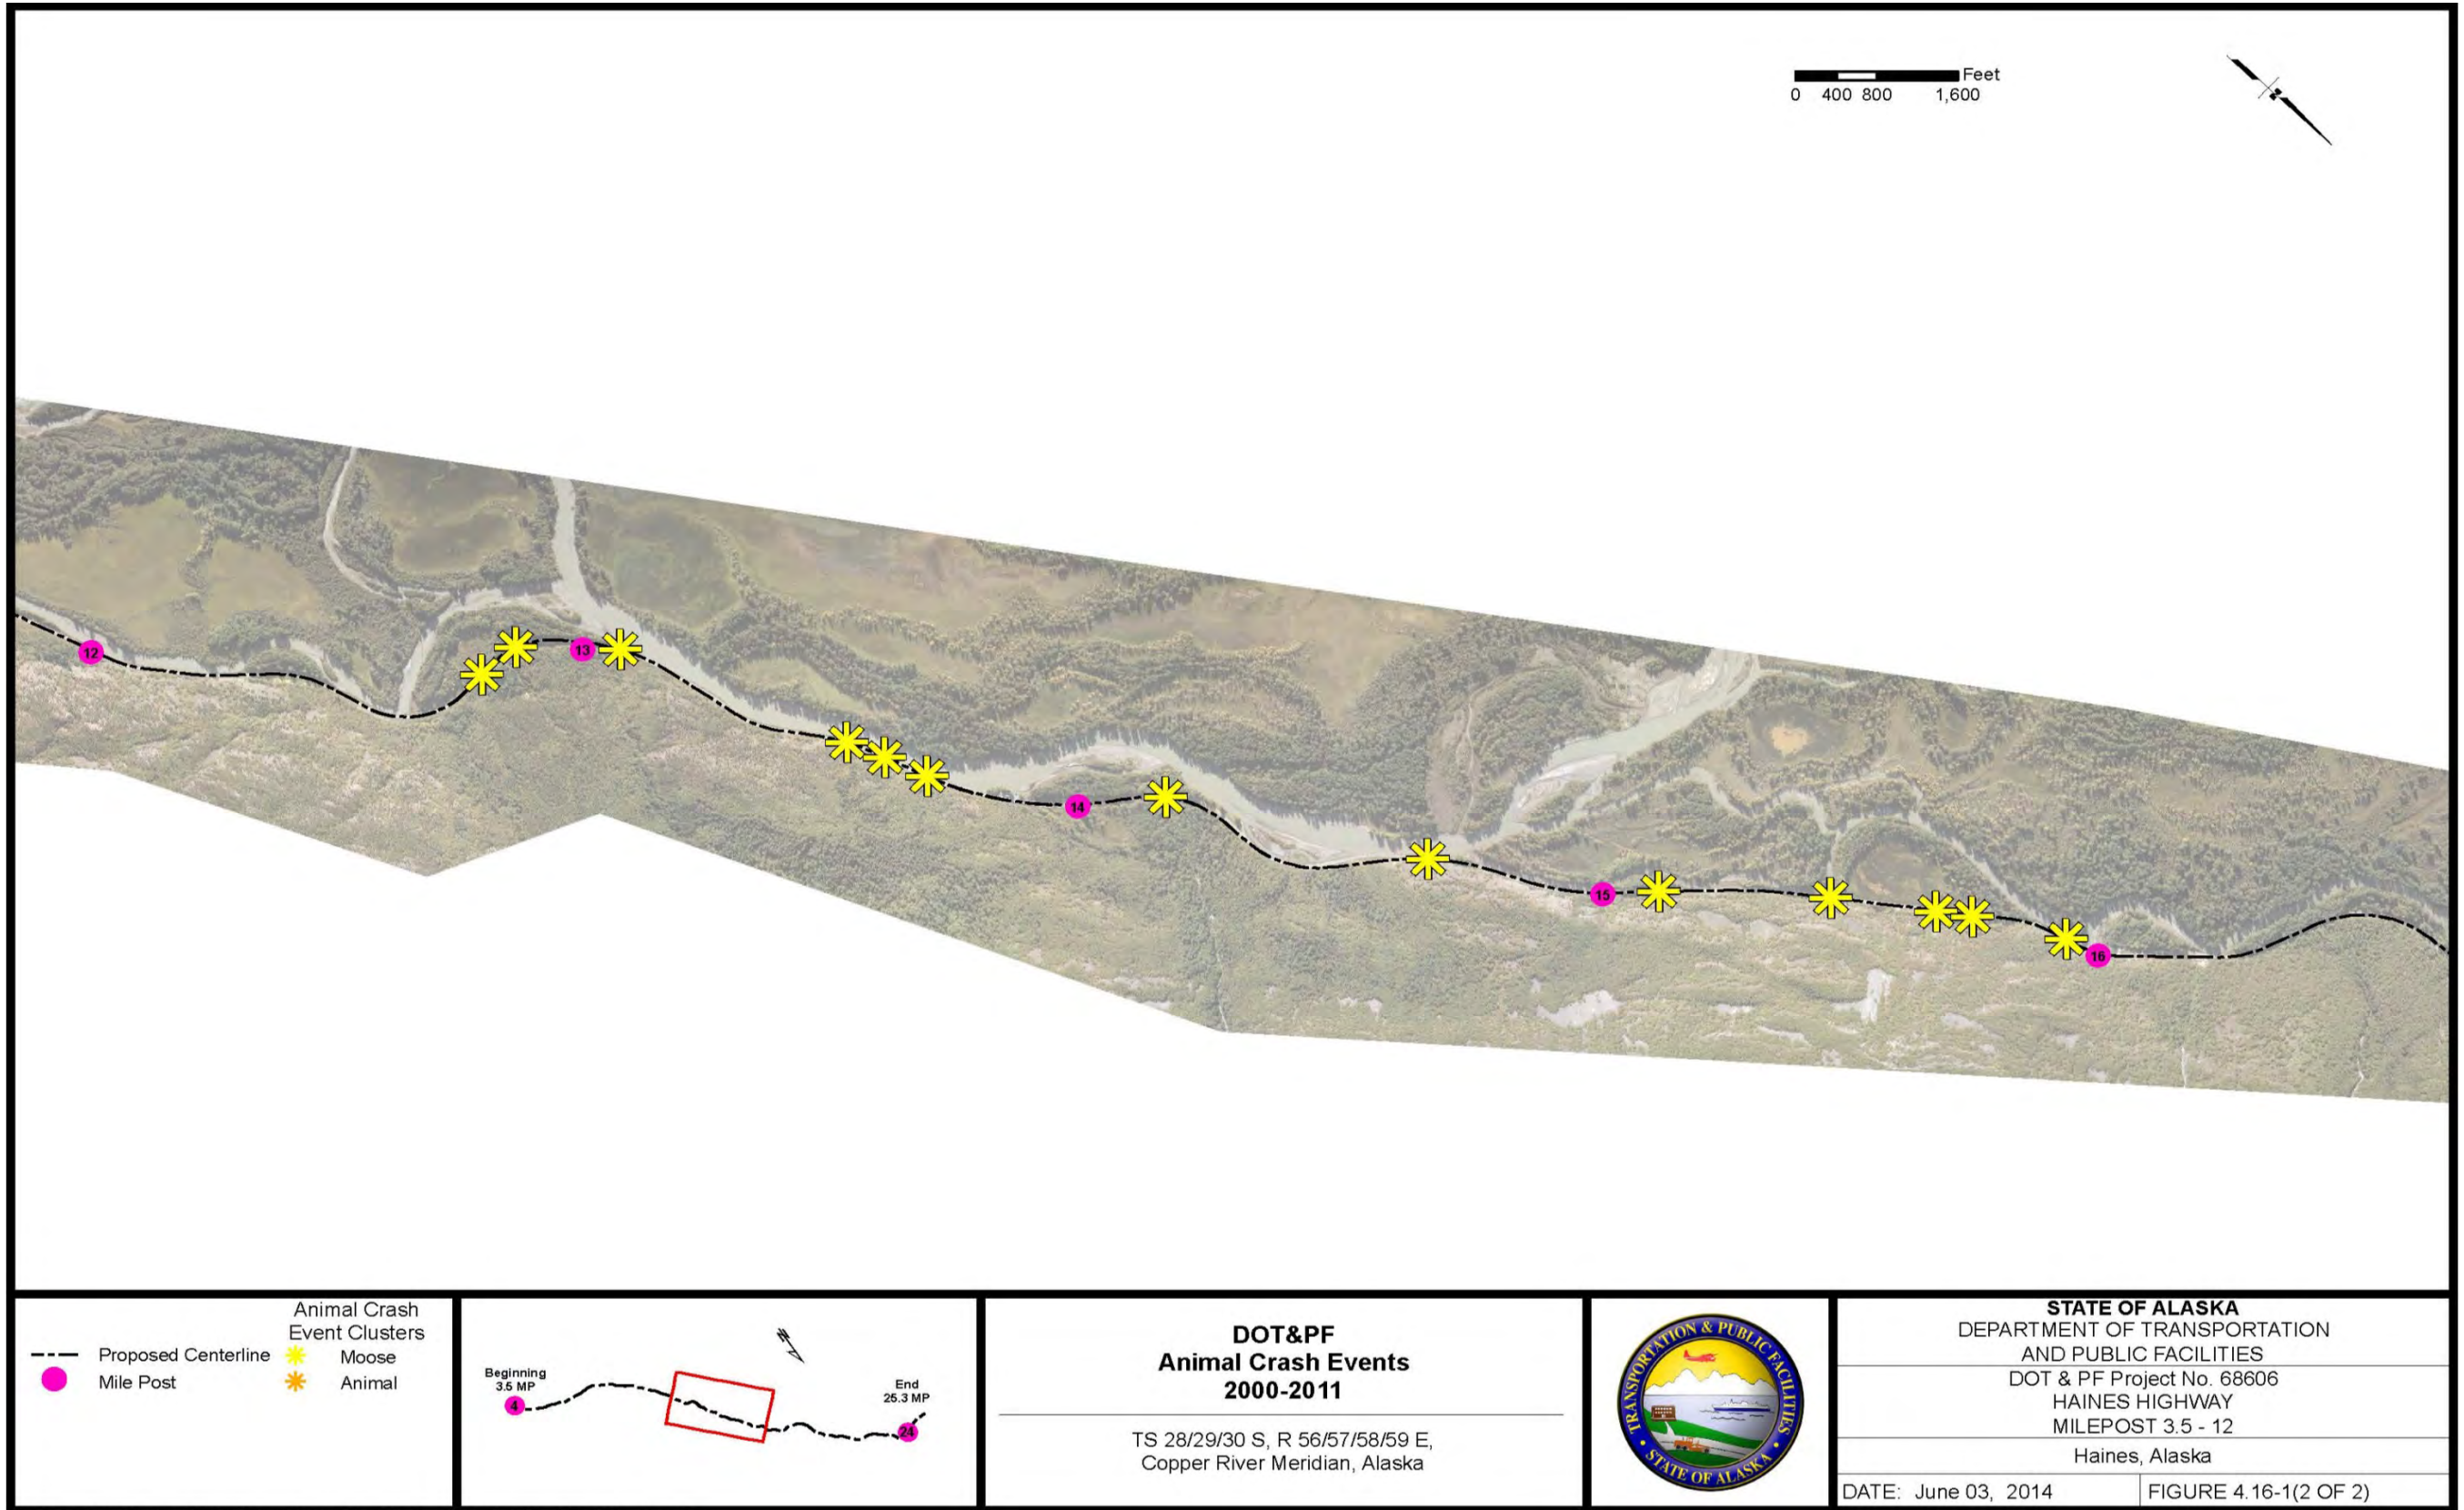 Feet
0 400 800 1,600
12
13
14
15
16
Animal Crash
Event Clusters
Proposed Centerline
Moose
Mile Post
Animal
N
Beginning
3.5 MP
4
End
25.3 MP
24
DOT&PF
Animal Crash Events
2000-2011
TS 28/29/30 S, R 56/57/58/59 E,
Copper River Meridian, Alaska
TRANSPORTATION & PUBLIC FACILITIES
STATE OF ALASKA
STATE OF ALASKA
DEPARTMENT OF TRANSPORTATION
AND PUBLIC FACILITIES
DOT & PF Project No. 68606
HAINES HIGHWAY
MILEPOST 3.5 - 12
Haines, Alaska
DATE: June 03, 2014
FIGURE 4.16-1(2 OF 2)